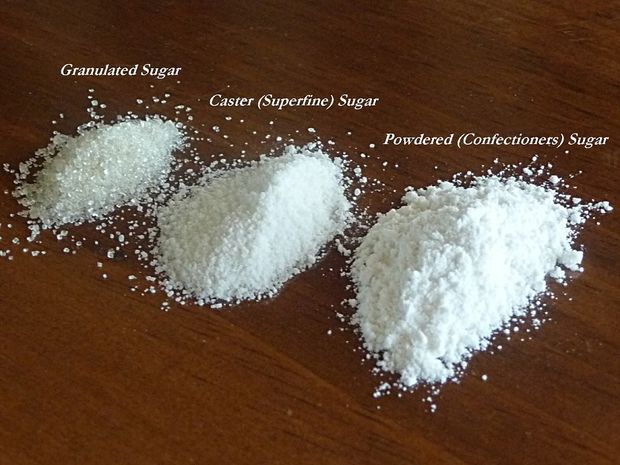 Granulated Sugar
Caster (Superfine) Sugar
Powdered (Confectioners) Sugar